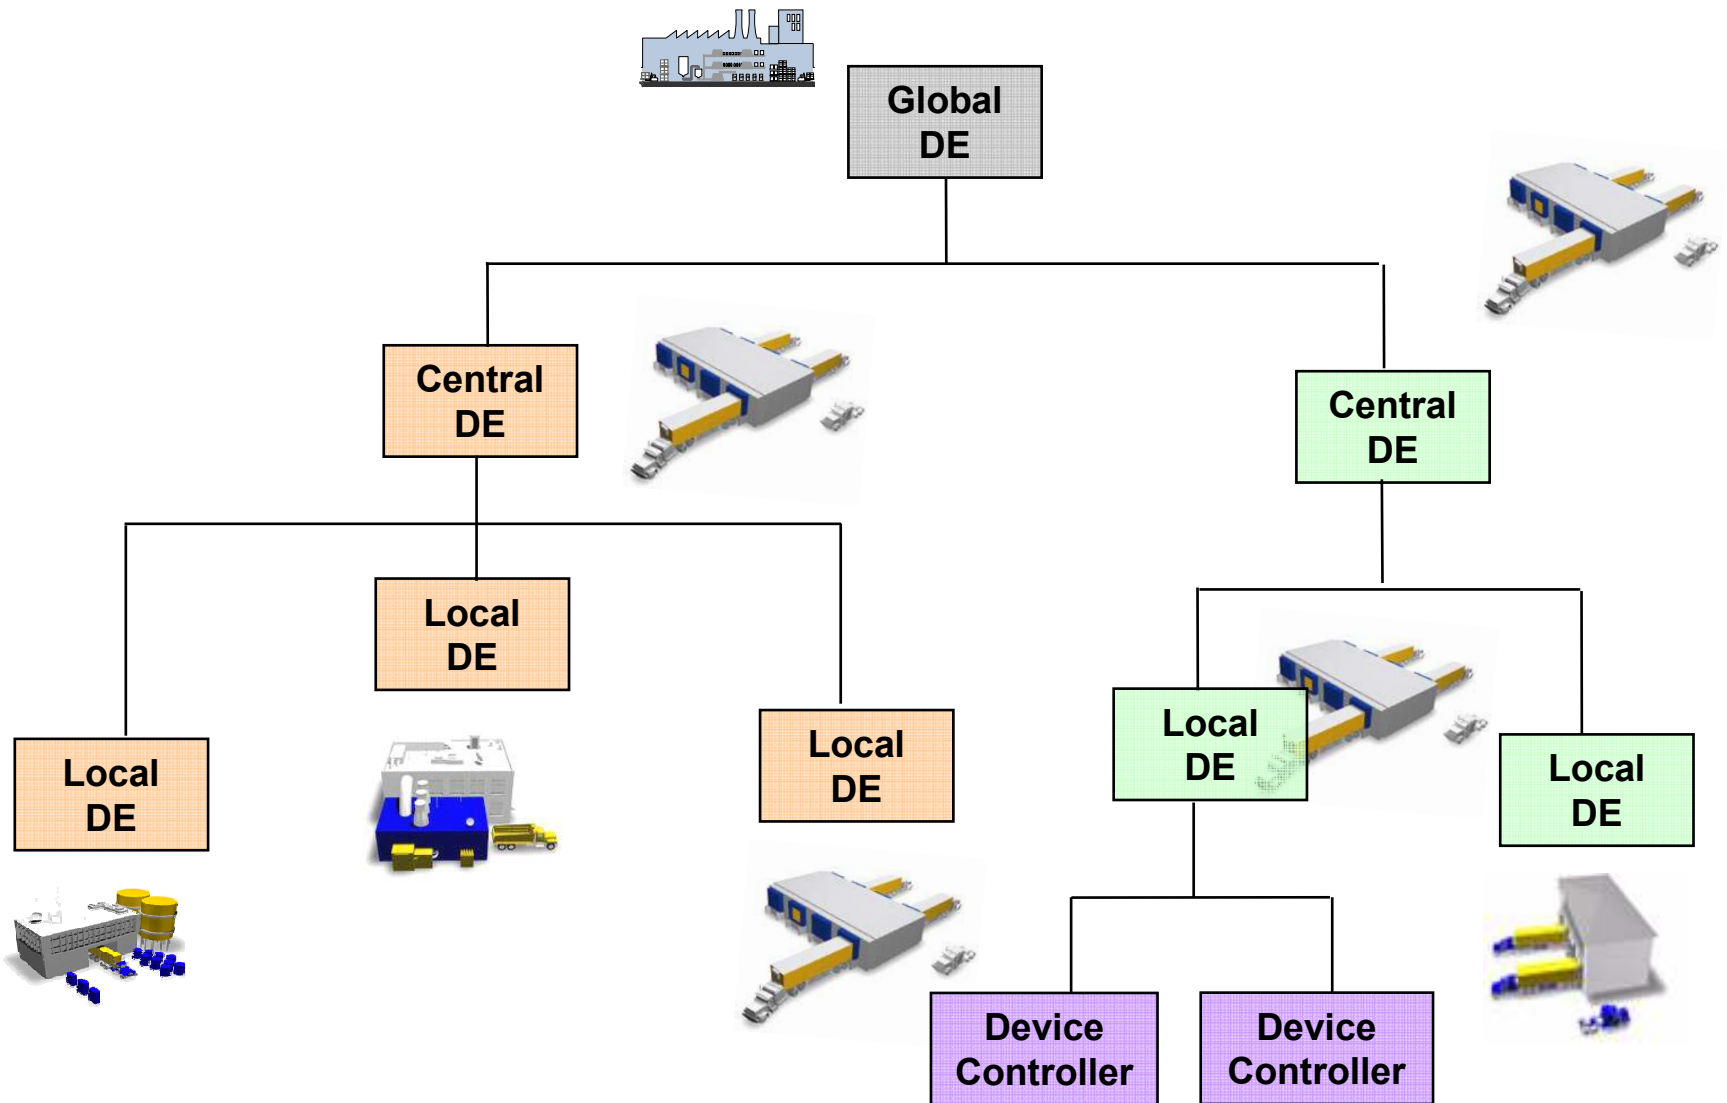 Global
DE
Central
DE
Central
DE
Local
DE
Local
DE
Local
DE
Local
DE
Local
DE
Device
Controller
Device
Controller